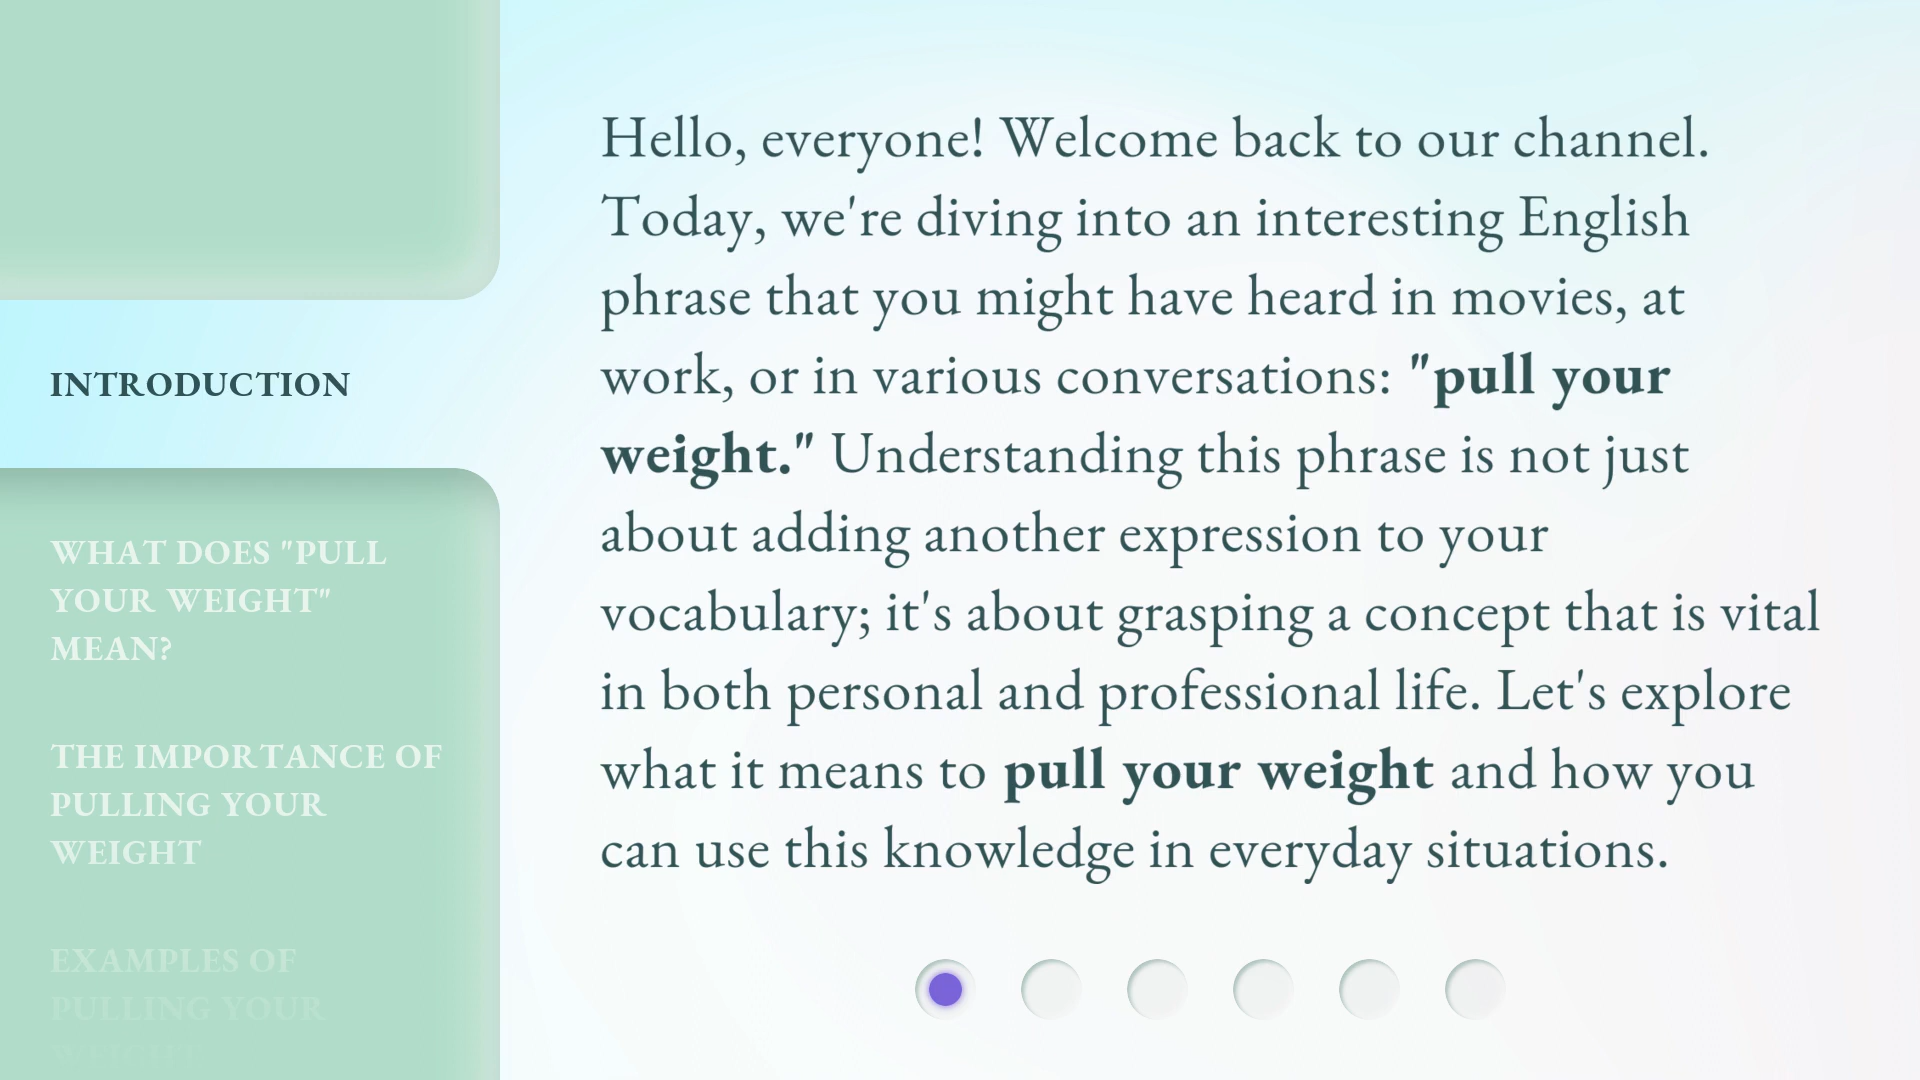 INTRODUCTION
WHAT DOES "PULL
YOUR WEIGHT"
MEAN?
THE IMPORTANCE OF
PULLING YOUR
WEIGHT
EXAMPLES OF
PULLING YOUR
WEIGHT
Hello, everyone! Welcome back to our channel.
Today, we're diving into an interesting English
phrase that you might have heard in movies, at
work, or in various conversations: "pull your
weight." Understanding this phrase is not just
about adding another expression to your
vocabulary; it's about grasping a concept that is vital
in both personal and professional life. Let's explore
what it means to pull your weight and how you
can use this knowledge in everyday situations.